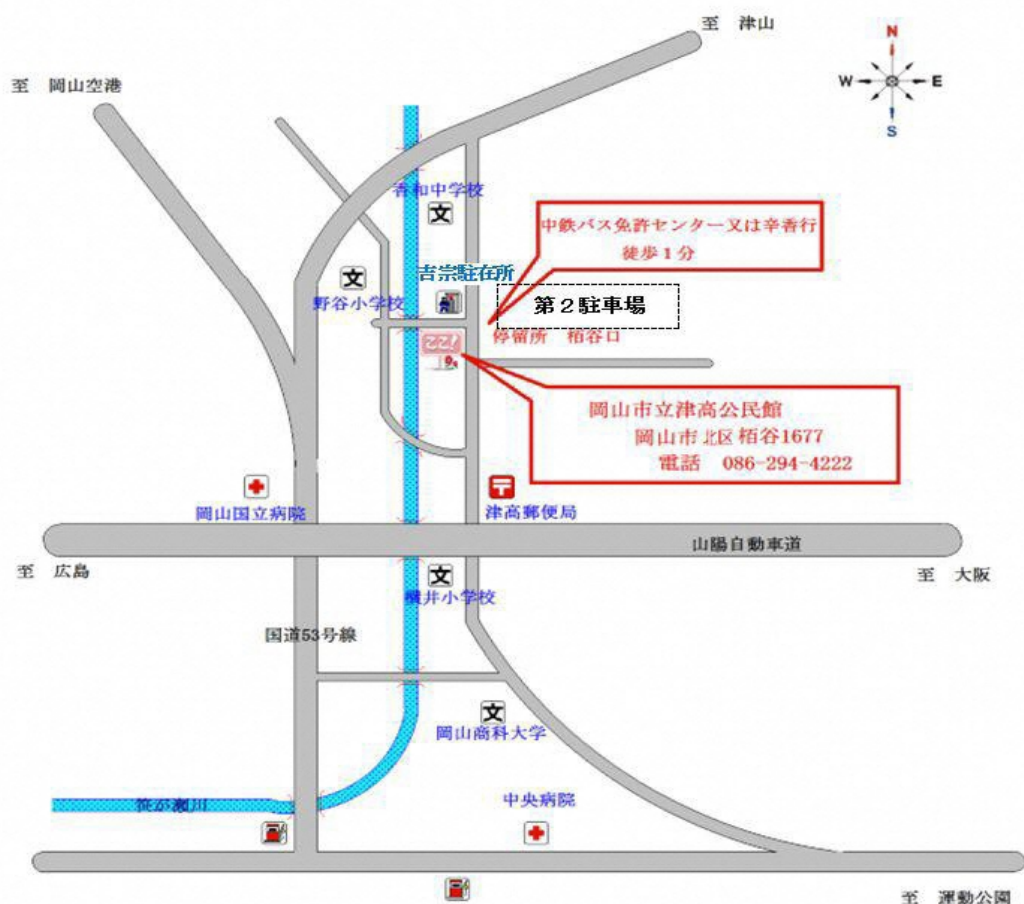 至 津山
N
至 岡山空港
W
E
S
香和中学校
文
中鉄バス免許センター又は辛香行
徒歩1分
吉宗駐在所
文
野谷小学校
第2駐車場
ココ!
停留所 栢谷口
岡山市立津高公民館
岡山市北区栢谷1677
電話 086-294-4222
岡山国立病院
〒
津高郵便局
山陽自動車道
至 広島
至 大阪
文
横井小学校
国道53号線
文
岡山商科大学
笹が瀬川
中央病院
至 運動公園